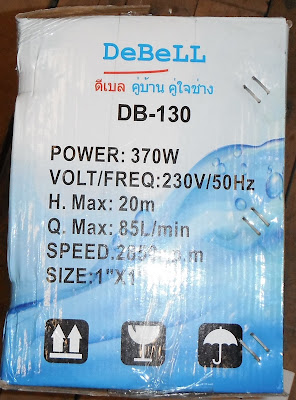 DeBeLL
ดีเบล คู่บ้าน คู่ใจช่าง
DB-130
POWER: 370W
VOLT/FREQ:230V/50Hz
H. Max: 20m
Q. Max: 85L/min
SPEED:
SIZE:1"X1